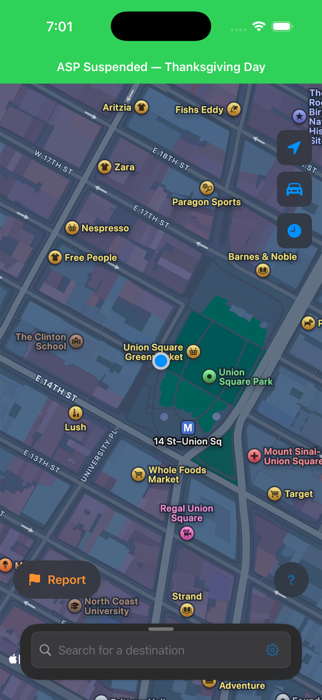 7:01
ASP Suspended — Thanksgiving Day
Aritzia
Fishs Eddy
W.17TH ST
Zara
E.18TH ST
Paragon Sports
E.17TH ST
Nespresso
Free People
Barnes & Noble
The Clinton
School
Union Square
Union
Square Park
E.14TH ST
M
14 St–Union Sq
Lush
UNIVERSITY PL
E.13TH ST
Whole Foods
Market
Mount Sinai-
Union Square
Target
Regal Union
Square
Report
?
North Coast
University
Strand
Search for a destination
Adventure